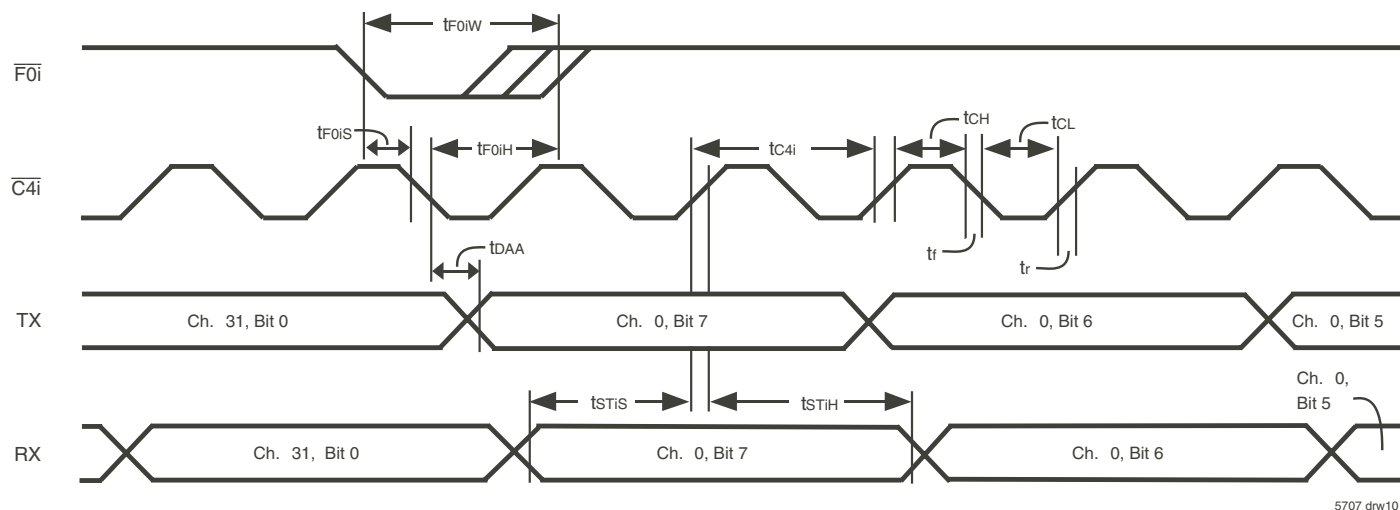 tF0iW
F0i
tF0iS
tF0iH
tC4i
tCH
tCL
C4i
tDAA
tf
tr
TX
Ch. 31, Bit 0
Ch. 0, Bit 7
Ch. 0, Bit 6
Ch. 0, Bit 5
Ch. 0,
Bit 5
tSTiS
tSTiH
RX
Ch. 31, Bit 0
Ch. 0, Bit 7
Ch. 0, Bit 6
5707 drw10